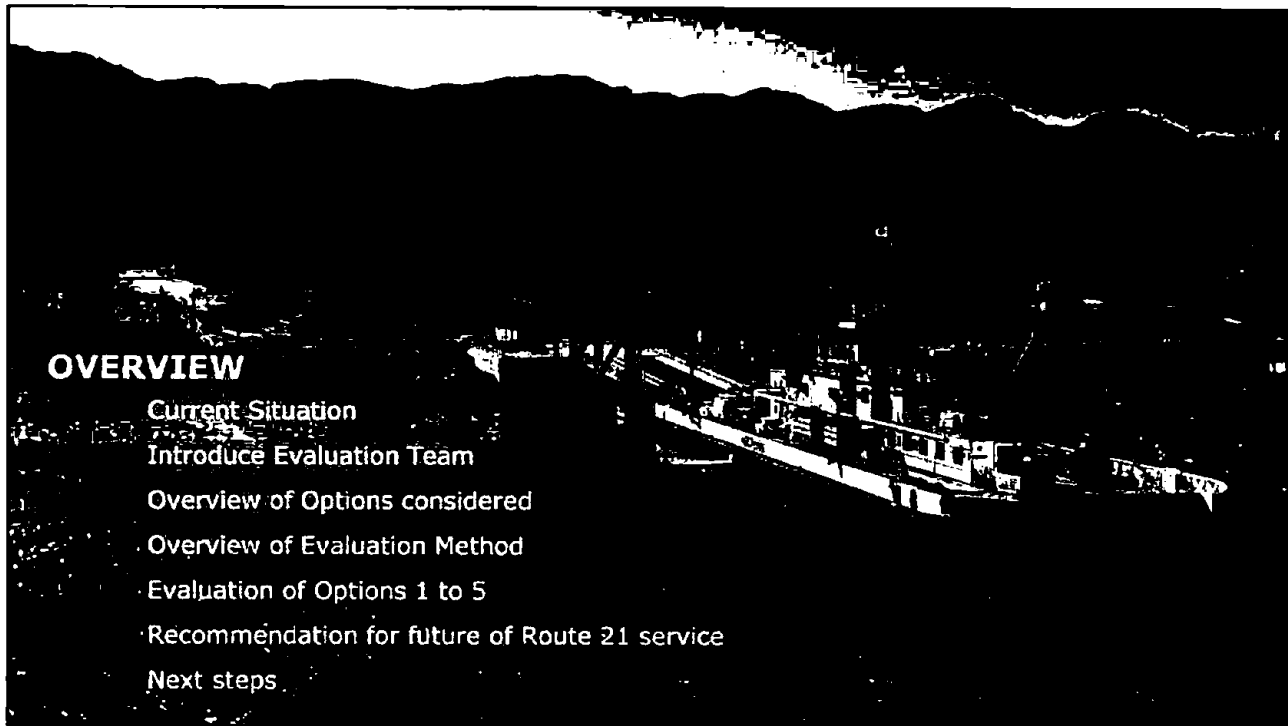 OVERVIEW
Current Situation
Introduce Evaluation Team
Overview of Options considered
Overview of Evaluation Method
Evaluation of Options 1 to 5
Recommendation for future of Route 21 service
Next steps